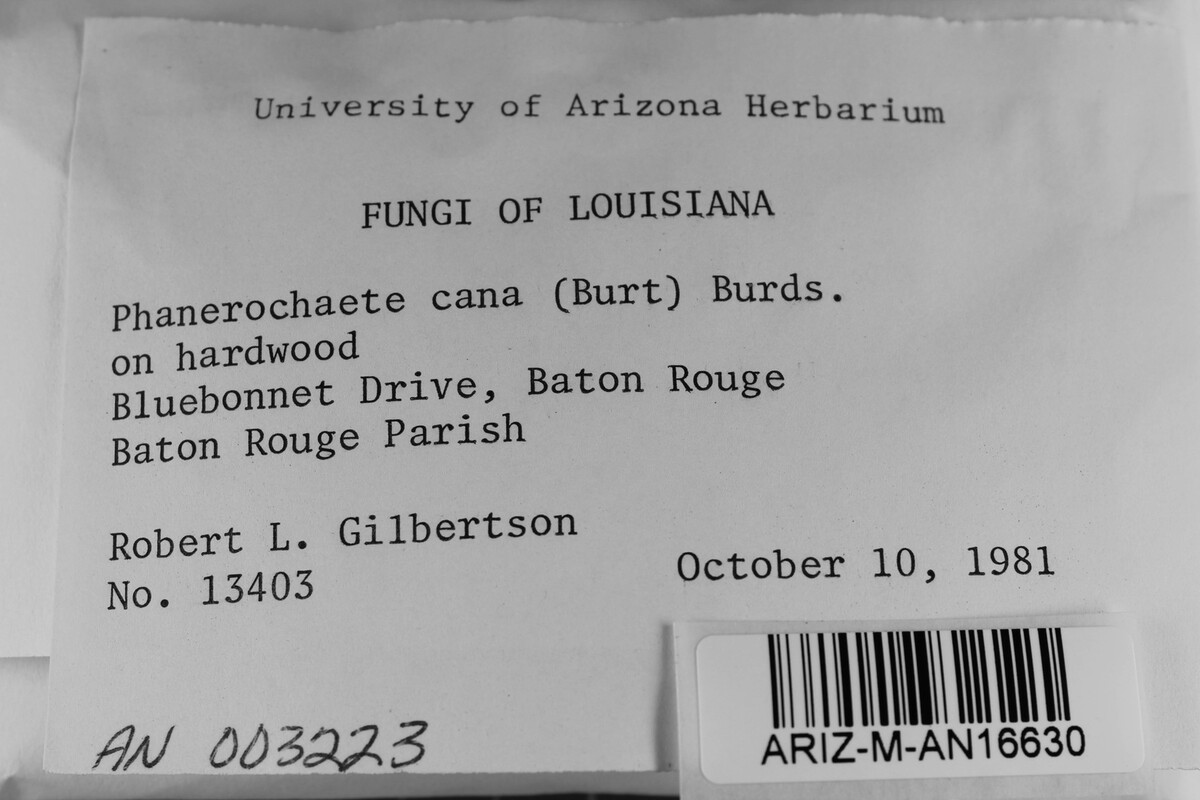 University of Arizona Herbarium
FUNGI OF LOUISIANA
Phanerochaete cana (Burt) Burds.
on hardwood
Bluebonnet Drive, Baton Rouge
Baton Rouge Parish
Robert L. Gilbertson
No. 13403
October 10, 1981
AN 003223
ARIZ-M-AN16630